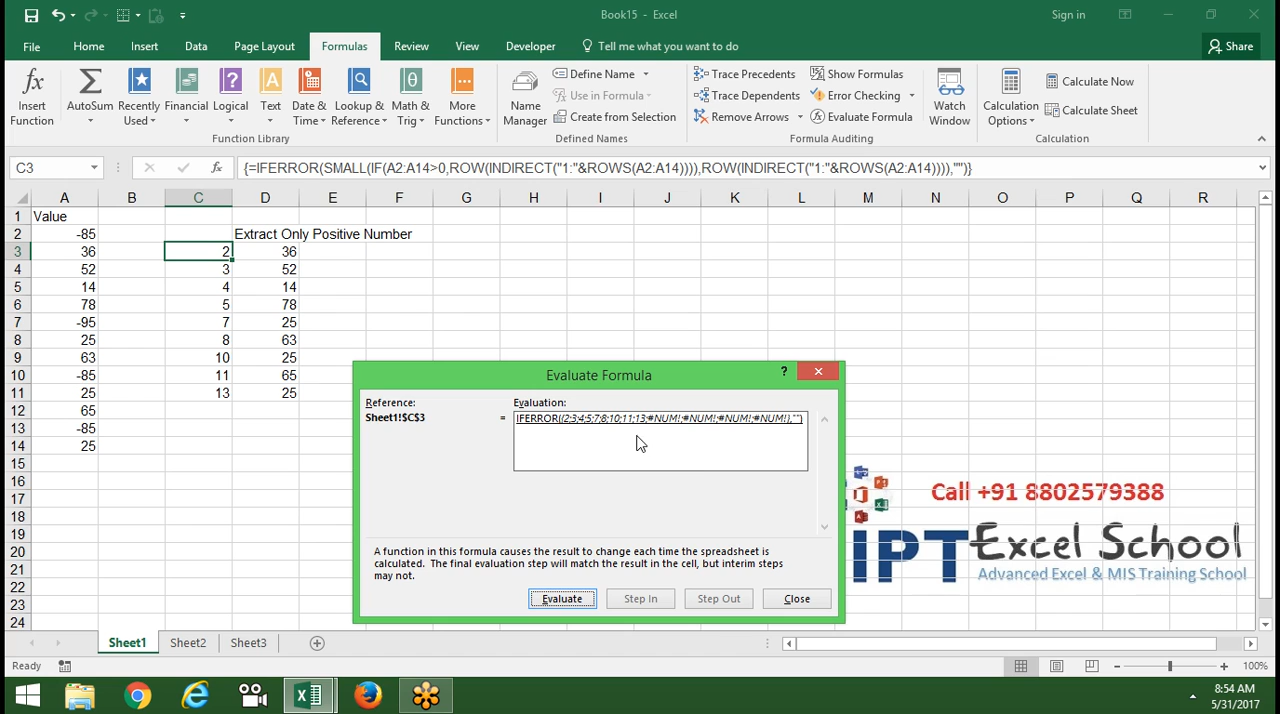 Book15 - Excel
Sign in
File Home Insert Data Page Layout Formulas Review View Developer Tell me what you want to do Share
Insert Function
AutoSum
Recently Used
Financial
Logical
Text
Date & Time
Lookup & Reference
Math & Trig
More Functions
Function Library
Name Manager
Define Name
Use in Formula
Create from Selection
Defined Names
Trace Precedents
Trace Dependents
Remove Arrows
Show Formulas
Error Checking
Evaluate Formula
Formula Auditing
Watch Window
Calculation Options
Calculate Now
Calculate Sheet
Calculation
C3 fx {=IFERROR(SMALL(IF(A2:A14>0,ROW(INDIRECT("1:"&ROWS(A2:A14)))),ROW(INDIRECT("1:"&ROWS(A2:A14)))),"")}
A B C D E F G H I J K L M N O P Q R
1 Value
2 -85 Extract Only Positive Number
3 36 2 36
4 52 3 52
5 14 4 14
6 78 5 78
7 -95 7 25
8 25 8 63
9 63 10 25
10 -85 11 65
11 25 13 25
12 65
13 -85
14 25
15
16
17
18
19
20
21
22
23
24
Evaluate Formula ?
Reference: Evaluation:
Sheet1!$C$3 = IFERROR({2;3;4;5;7;8;10;11;13;#NUM!;#NUM!;#NUM!;#NUM!},"")
A function in this formula causes the result to change each time the spreadsheet is
calculated. The final evaluation step will match the result in the cell, but interim steps
may not.
Evaluate Step In Step Out Close
Call +91 8802579388
IPT Excel School
Advanced Excel & MIS Training School
Sheet1 Sheet2 Sheet3
Ready 100%
8:54 AM
5/31/2017